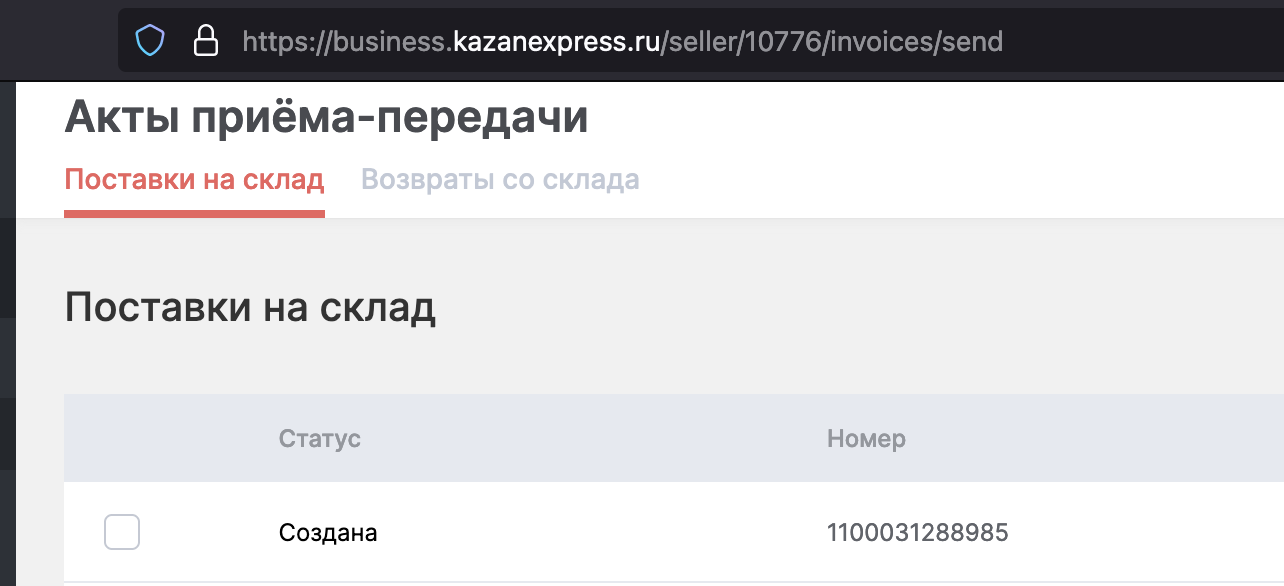 https://business.kazanexpress.ru/seller/10776/invoices/send
Акты приёма-передачи
Поставки на склад Возвраты со склада
Поставки на склад
Статус Номер
Создана 1100031288985